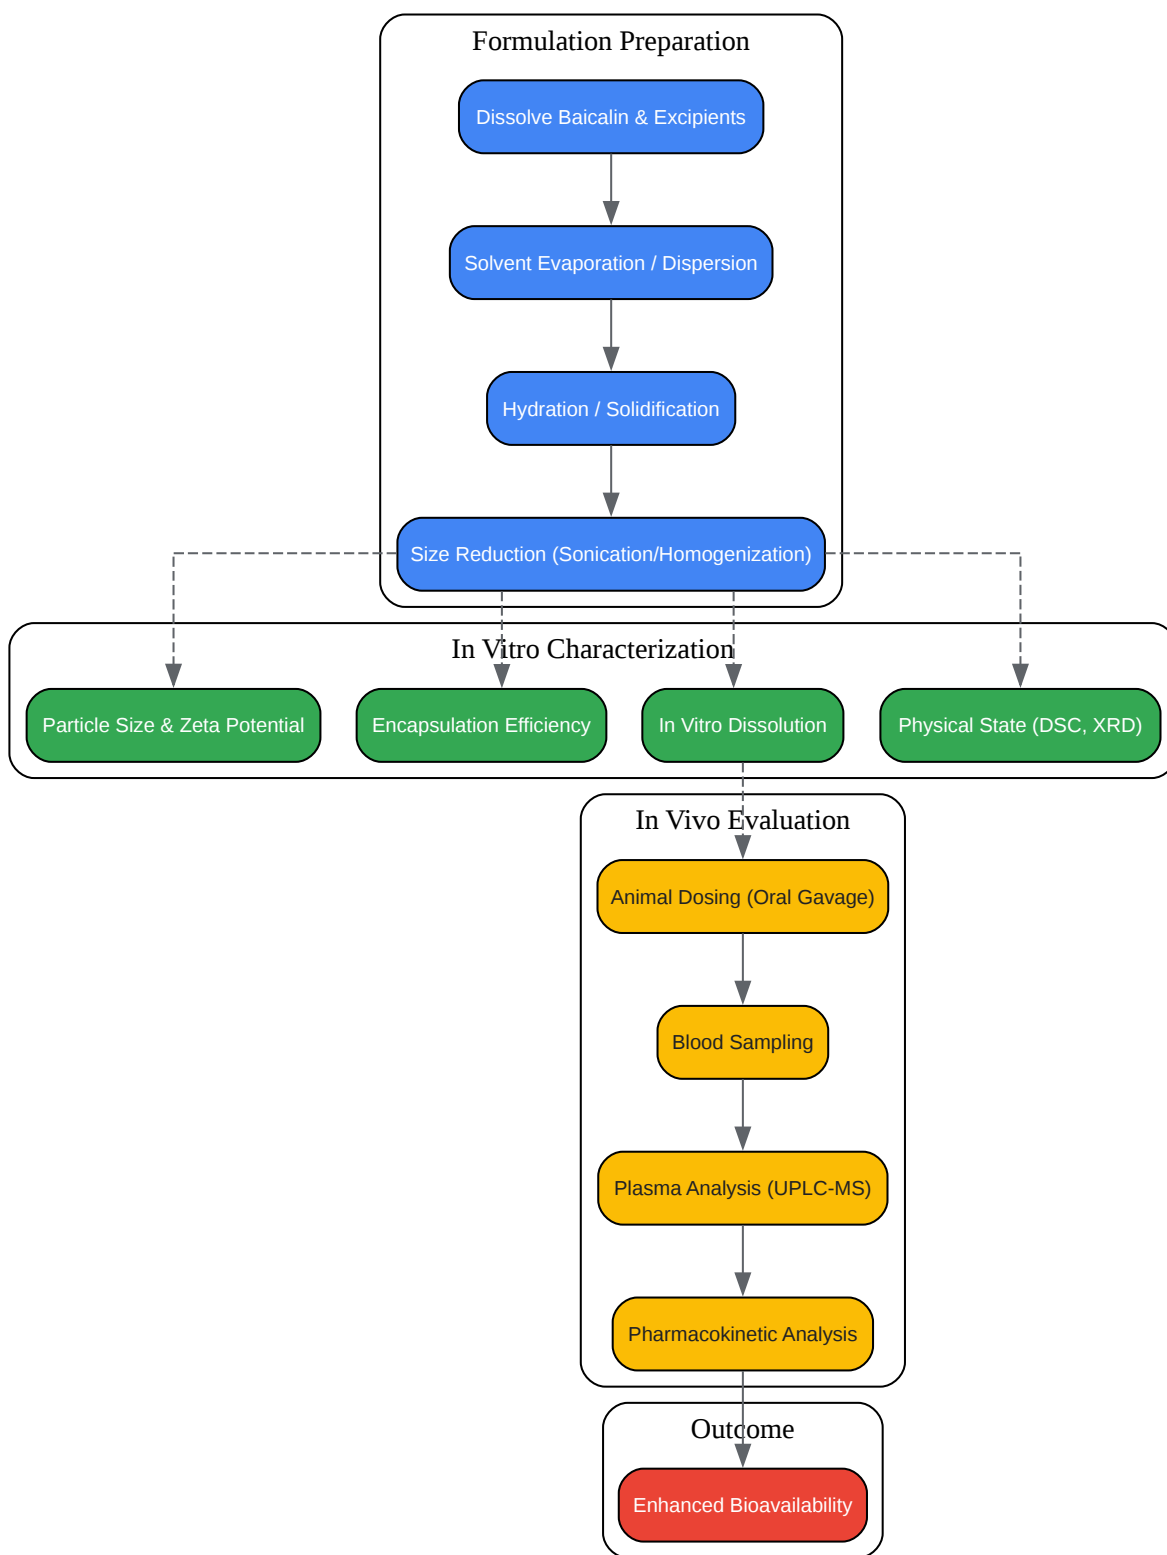 Formulation Preparation
Dissolve Baicalin & Excipients
Solvent Evaporation / Dispersion
Hydration / Solidification
Size Reduction (Sonication/Homogenization)
In Vitro Characterization
Particle Size & Zeta Potential
Encapsulation Efficiency
In Vitro Dissolution
Physical State (DSC, XRD)
In Vivo Evaluation
Animal Dosing (Oral Gavage)
Blood Sampling
Plasma Analysis (UPLC-MS)
Pharmacokinetic Analysis
Outcome
Enhanced Bioavailability